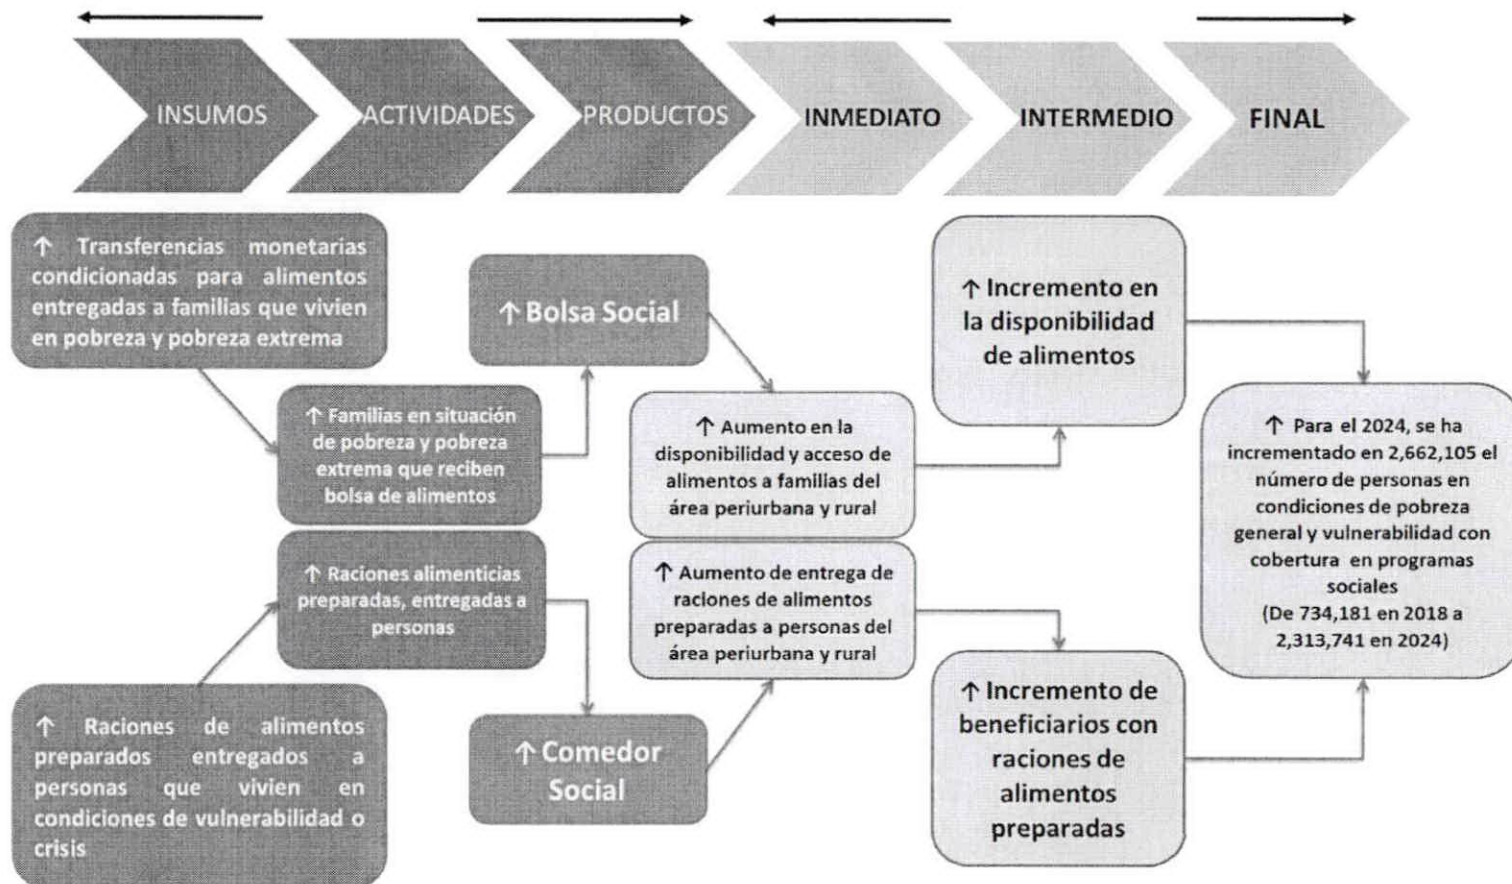 INSUMOS
ACTIVIDADES
PRODUCTOS
INMEDIATO
INTERMEDIO
FINAL
↑ Transferencias monetarias
condicionadas para alimentos
entregadas a familias que vivien
en pobreza y pobreza extrema
↑ Familias en situación
de pobreza y pobreza
extrema que reciben
bolsa de alimentos
↑ Raciones alimenticias
preparadas, entregadas a
personas
↑ Raciones de alimentos
preparados entregados a
personas que vivien en
condiciones de vulnerabilidad o
crisis
↑ Bolsa Social
↑ Comedor
Social
↑ Aumento en la
disponibilidad y acceso de
alimentos a familias del
área periurbana y rural
↑ Aumento de entrega de
raciones de alimentos
preparadas a personas del
área periurbana y rural
↑ Incremento en
la disponibilidad
de alimentos
↑ Incremento de
beneficiarios con
raciones de
alimentos
preparadas
↑ Para el 2024, se ha
incrementado en 2,662,105 el
número de personas en
condiciones de pobreza
general y vulnerabilidad con
cobertura en programas
sociales
(De 734,181 en 2018 a
2,313,741 en 2024)